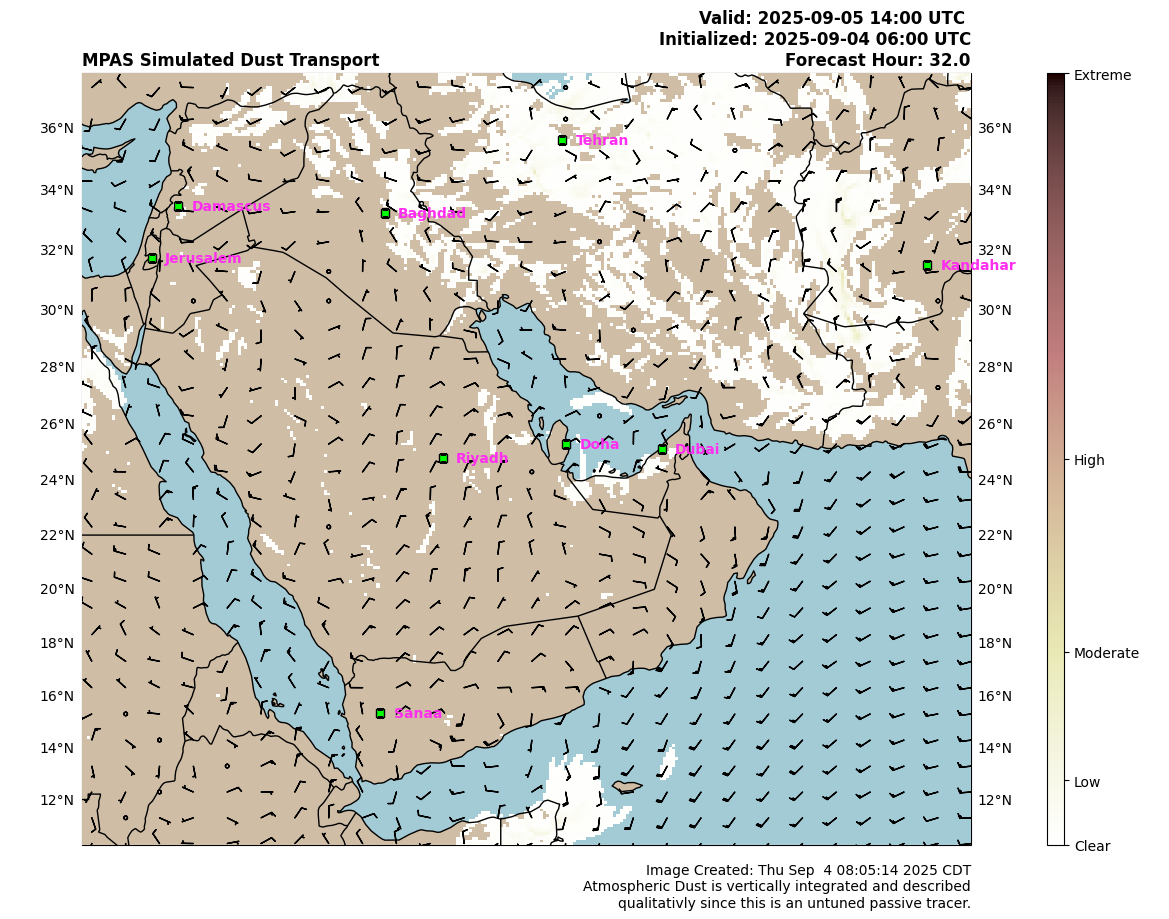 Valid: 2025-09-05 14:00 UTC
Initialized: 2025-09-04 06:00 UTC
MPAS Simulated Dust Transport Forecast Hour: 32.0
Extreme
36°N 36°N
Tehran
34°N 34°N
Damascus Baghdad
32°N 32°N
Jerusalem Kandahar
30°N 30°N
28°N 28°N
26°N 26°N
Doha Dubai
Riyadh High
24°N 24°N
22°N 22°N
20°N 20°N
18°N 18°N
Moderate
16°N 16°N
Sanaa
14°N 14°N
Low
12°N 12°N
Clear
Image Created: Thu Sep  4 08:05:14 2025 CDT
Atmospheric Dust is vertically integrated and described
qualitativly since this is an untuned passive tracer.